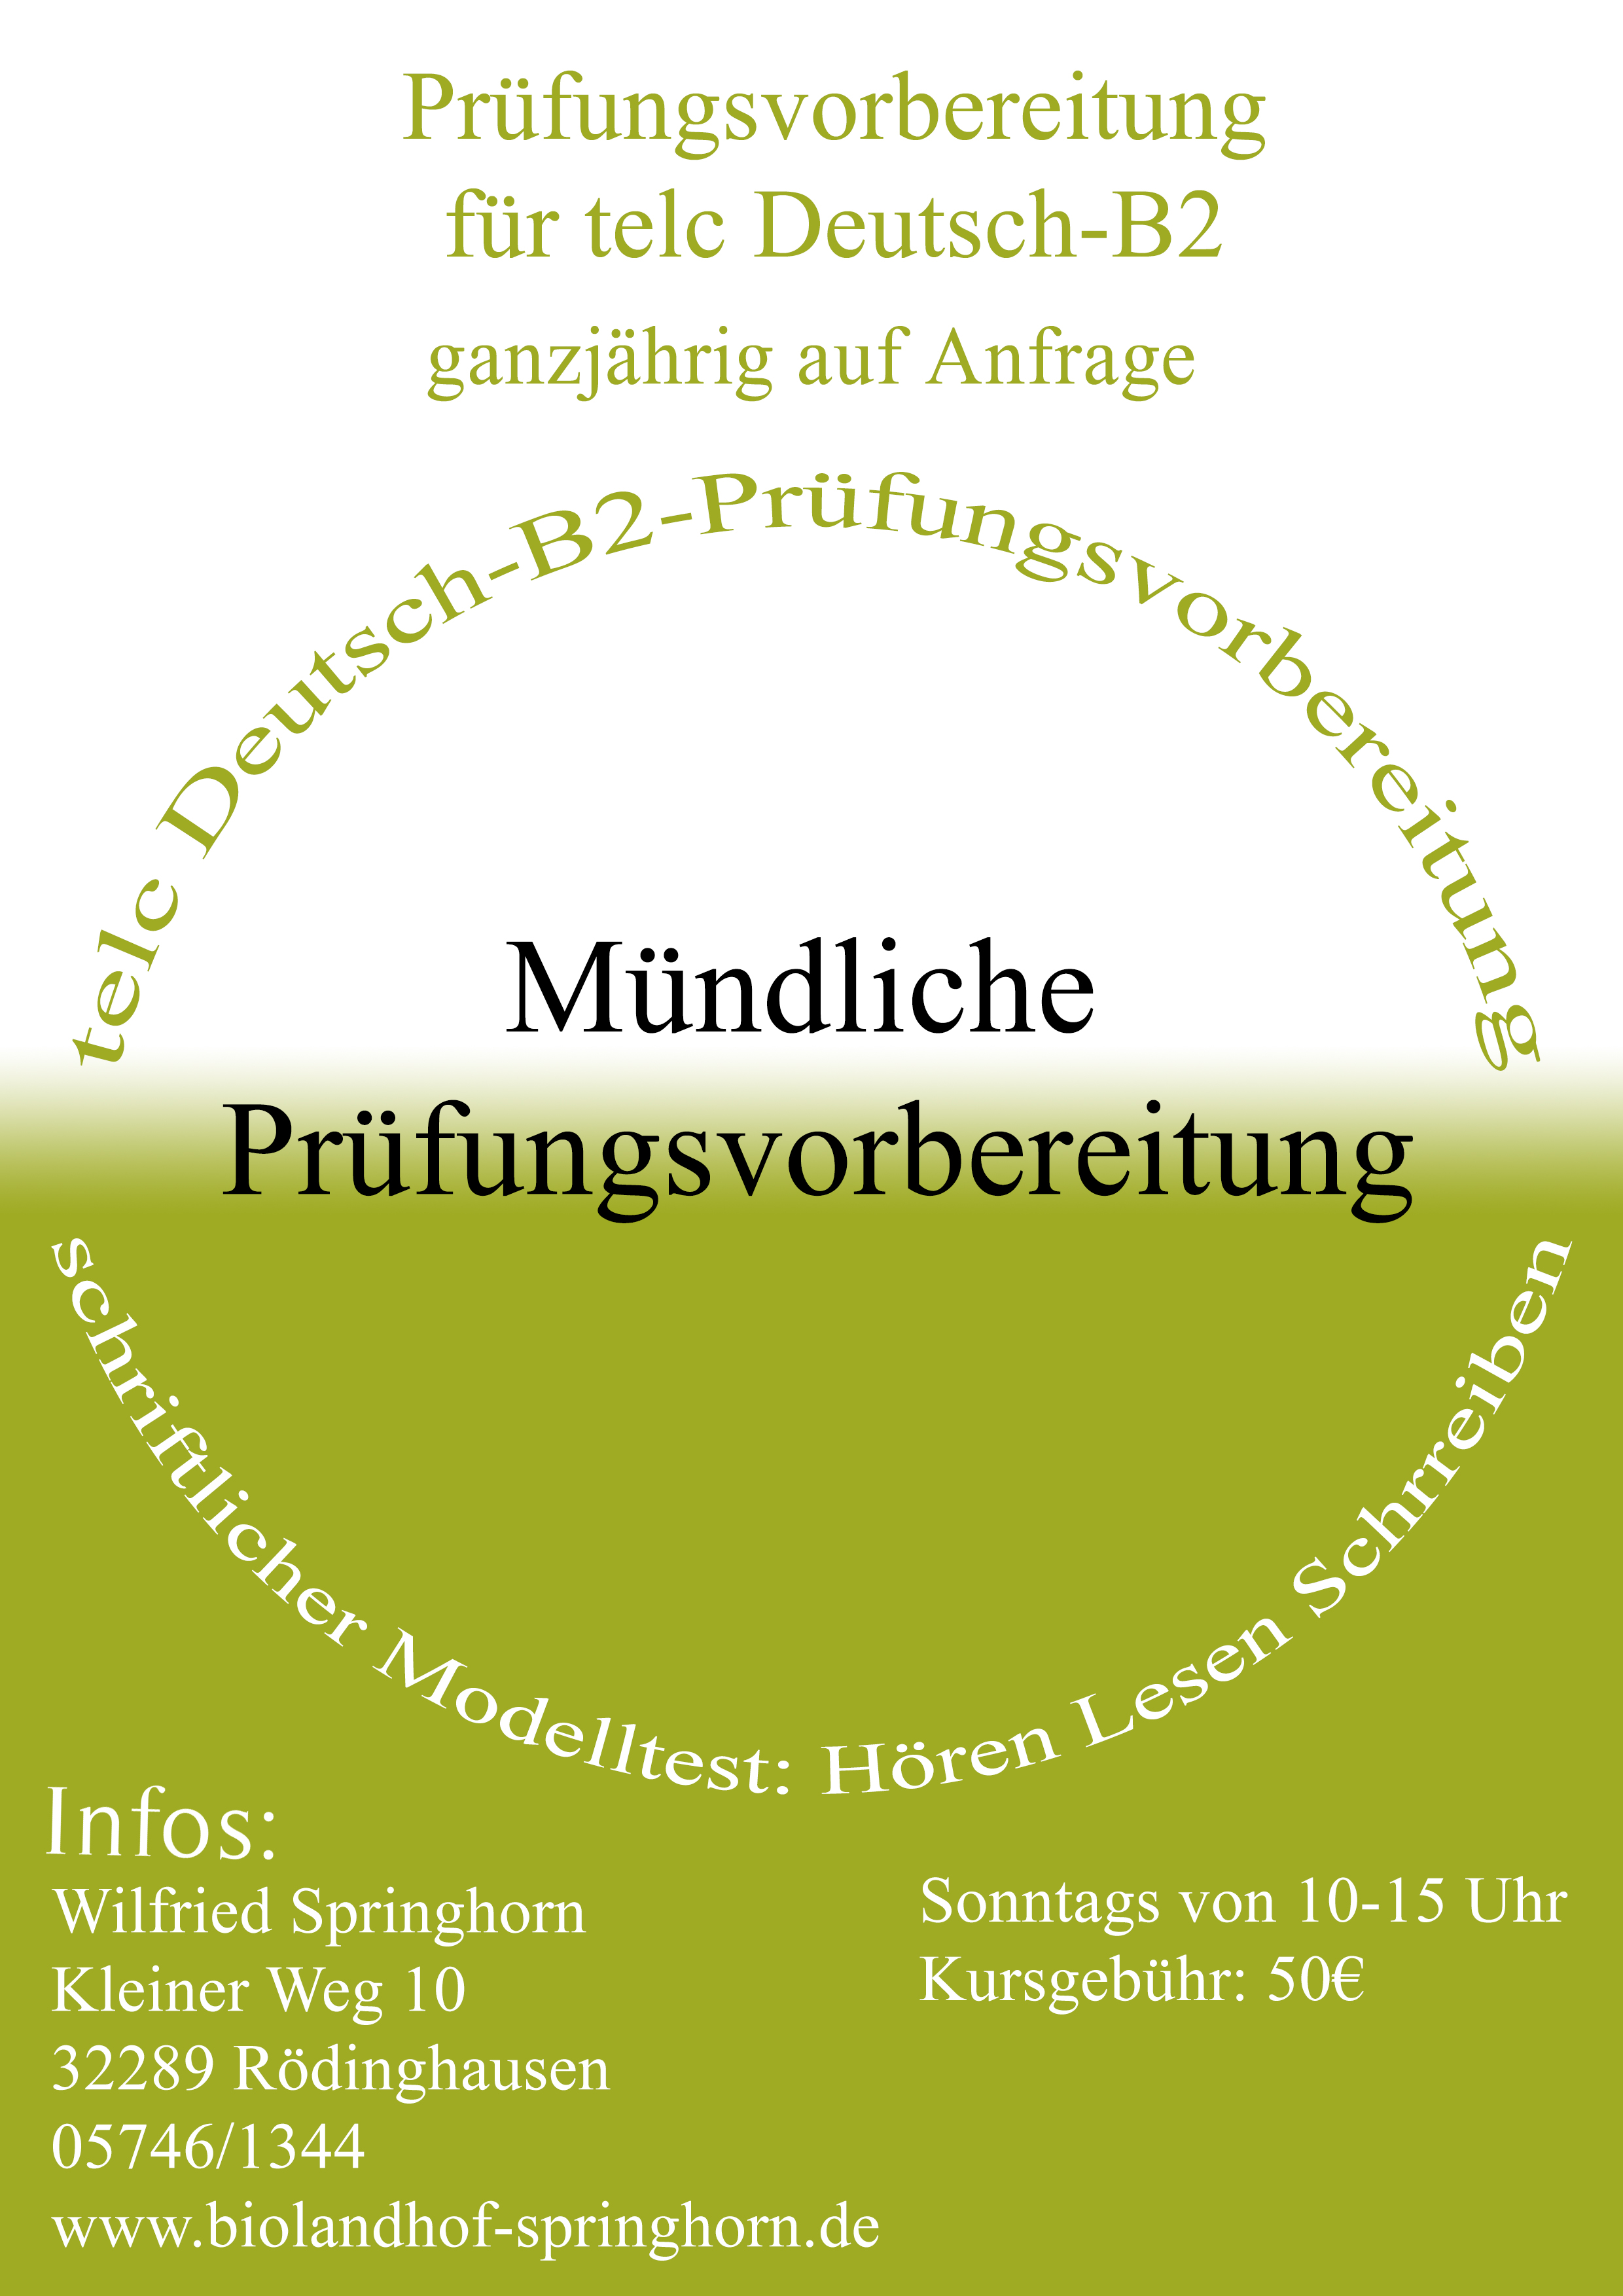 Prüfungsvorbereitung
für telc Deutsch-B2
ganzjährig auf Anfrage
telc Deutsch-B2-Prüfungsvorbereitung
Mündliche
Prüfungsvorbereitung
schriftlicher Modelltest: Hören Lesen Schrreiben
Infos:
Wilfried Springhorn
Kleiner Weg 10
32289 Rödinghausen
05746/1344
www.biolandhof-springhorn.de
Sonntags von 10-15 Uhr
Kursgebühr: 50€